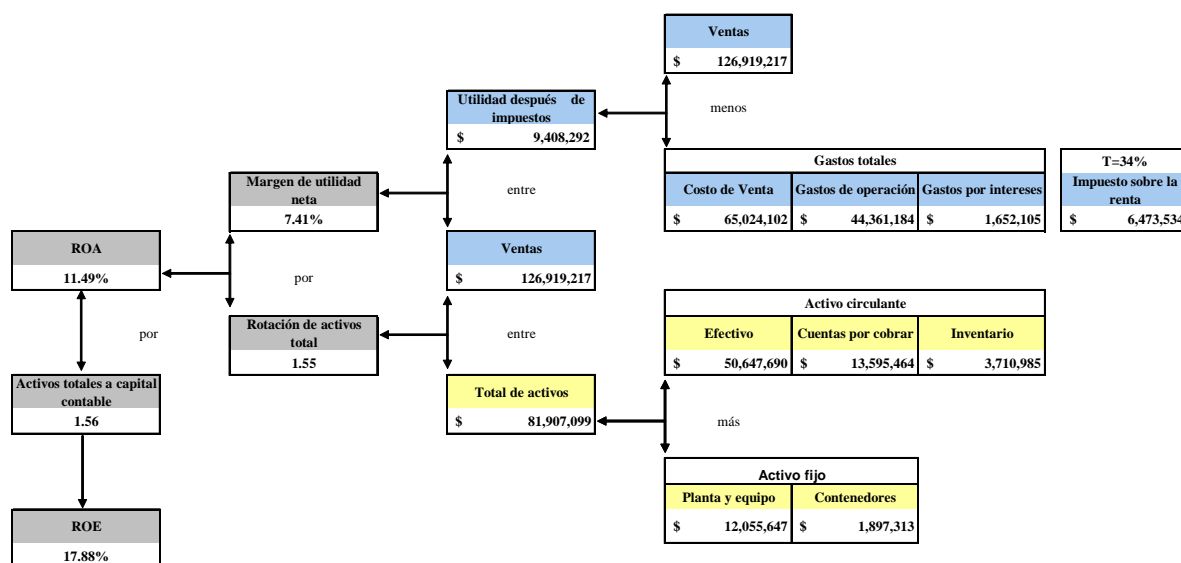 Ventas
$ 126,919,217
Utilidad después de
impuestos
$ 9,408,292
menos
Gastos totales
Costo de Venta Gastos de operación Gastos por intereses
$ 65,024,102 $ 44,361,184 $ 1,652,105
T=34%
Impuesto sobre la
renta
$ 6,473,534
Margen de utilidad
neta
7.41%
entre
ROA
11.49%
Ventas
$ 126,919,217
por
Activo circulante
Efectivo Cuentas por cobrar Inventario
$ 50,647,690 $ 13,595,464 $ 3,710,985
Rotación de activos
total
1.55
entre
por
Activos totales a capital
contable
1.56
Total de activos
$ 81,907,099
más
Activo fijo
Planta y equipo Contenedores
$ 12,055,647 $ 1,897,313
ROE
17.88%